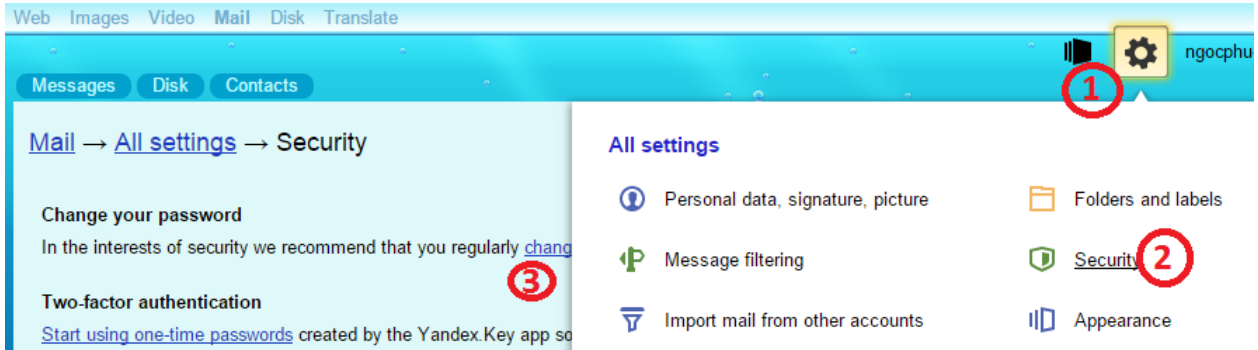 Web Images Video Mail Disk Translate
ngocphu
1
Messages Disk Contacts
Mail → All settings → Security
All settings
Personal data, signature, picture
Folders and labels
Change your password
In the interests of security we recommend that you regularly chang
Message filtering
Security
2
3
Two-factor authentication
Start using one-time passwords created by the Yandex.Key app so
Import mail from other accounts
Appearance